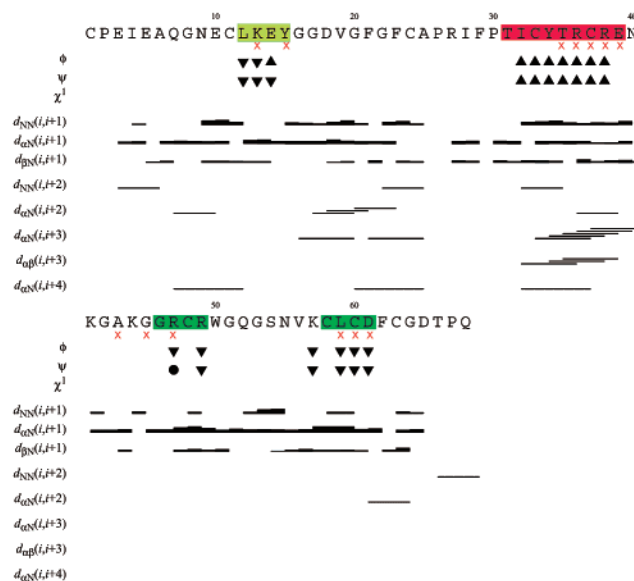 10 20 30 40
CPEIEAQGNECLKEYGGDVGFGFCAPRIFPTICYTRCREN
x x x x x x x
ϕ
ψ
χ¹
dNN(i,i+1)
dαN(i,i+1)
dβN(i,i+1)
dNN(i,i+2)
dαN(i,i+2)
dαN(i,i+3)
dαβ(i,i+3)
dαN(i,i+4)
50 60
KGAKGGRCRWGQGSNVKCLCDFCGDTPQ
x x x x x x
ϕ
ψ
χ¹
dNN(i,i+1)
dαN(i,i+1)
dβN(i,i+1)
dNN(i,i+2)
dαN(i,i+2)
dαN(i,i+3)
dαβ(i,i+3)
dαN(i,i+4)